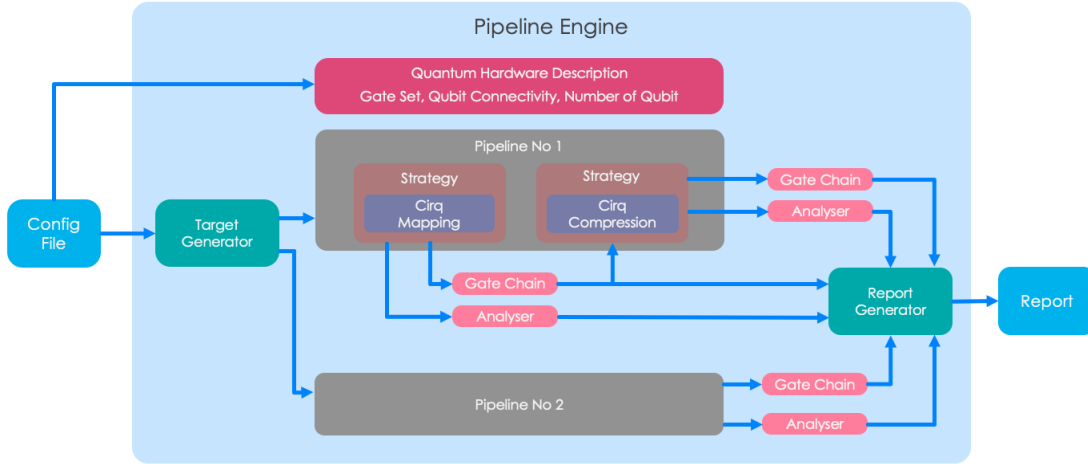 Pipeline Engine
Quantum Hardware Description
Gate Set, Qubit Connectivity, Number of Qubit
Pipeline No 1
Strategy
Cirq
Mapping
Strategy
Cirq
Compression
Gate Chain
Analyser
Config
File
Target
Generator
Gate Chain
Analyser
Report
Generator
Report
Pipeline No 2
Gate Chain
Analyser